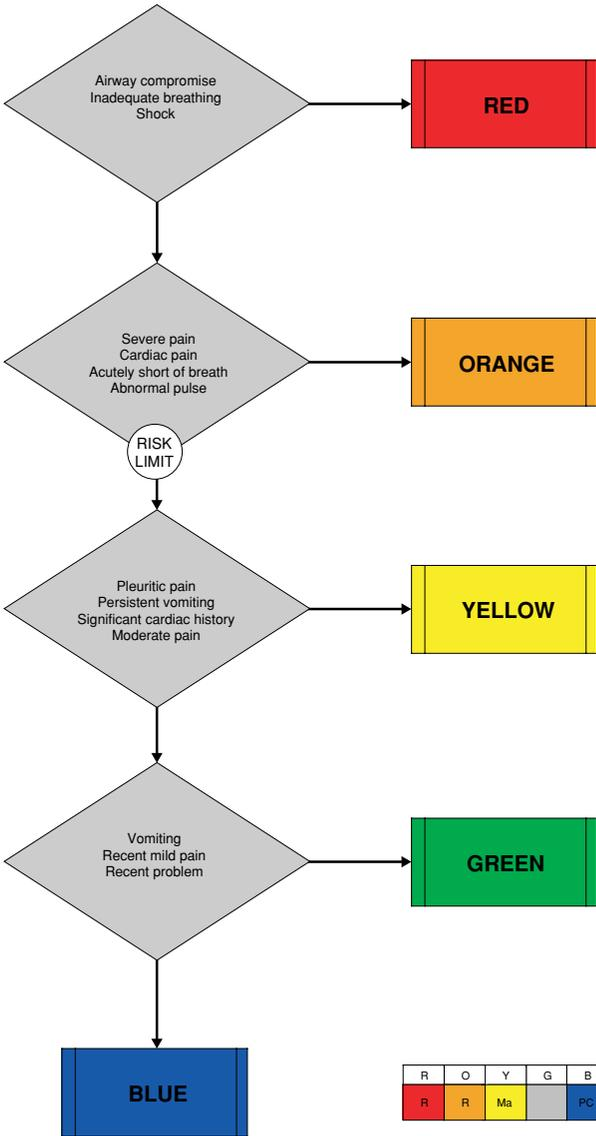 Airway compromise
Inadequate breathing
Shock
RED
Severe pain
Cardiac pain
Acutely short of breath
Abnormal pulse
ORANGE
RISK
LIMIT
Pleuritic pain
Persistent vomiting
Significant cardiac history
Moderate pain
YELLOW
Vomiting
Recent mild pain
Recent problem
GREEN
BLUE
R O Y G B
R R Ma PC